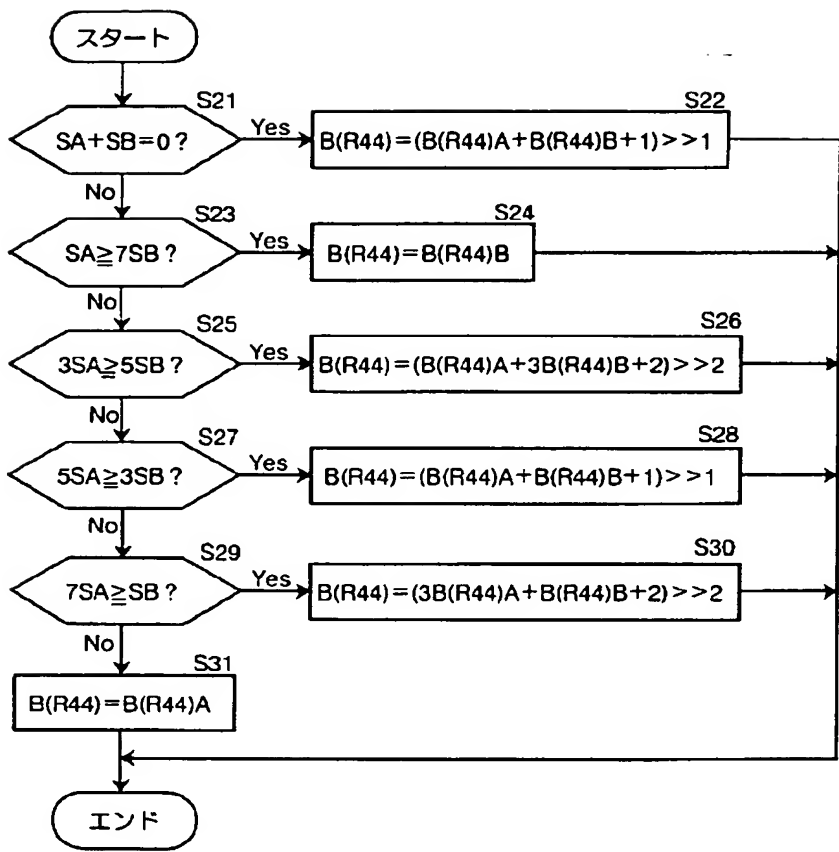 スタート
S21
SA+SB=0?
Yes
S22
B(R44)=(B(R44)A+B(R44)B+1)>>1
No
S23
SA≧7SB?
Yes
S24
B(R44)=B(R44)B
No
S25
3SA≧5SB?
Yes
S26
B(R44)=(B(R44)A+3B(R44)B+2)>>2
No
S27
5SA≧3SB?
Yes
S28
B(R44)=(B(R44)A+B(R44)B+1)>>1
No
S29
7SA≧SB?
Yes
S30
B(R44)=(3B(R44)A+B(R44)B+2)>>2
No
S31
B(R44)=B(R44)A
エンド